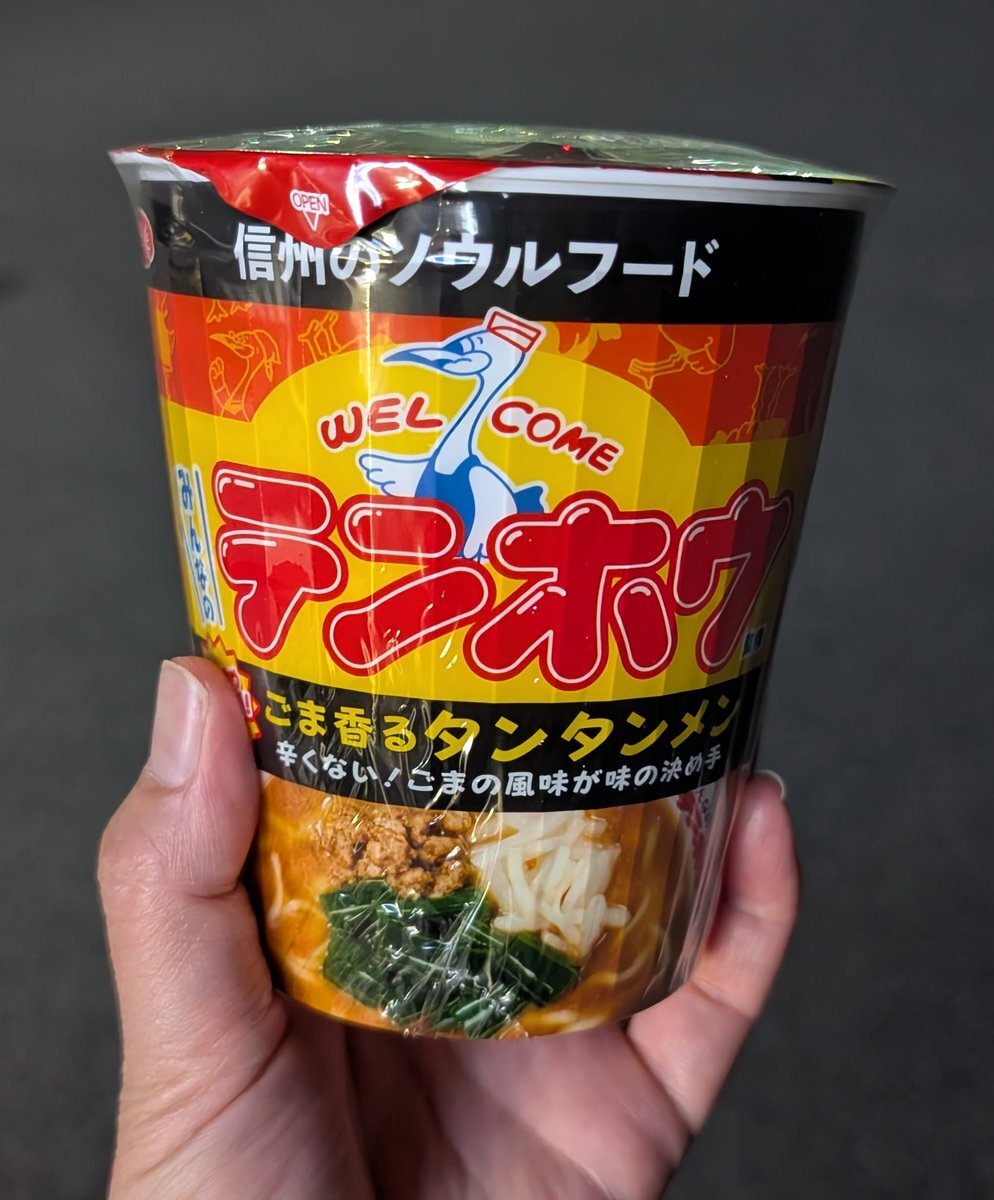 OPEN
信州のソウルフード
WELCOME
みんなの
テンホウ
ごま香るタンタンメン
辛くない！ごまの風味が味の決め手